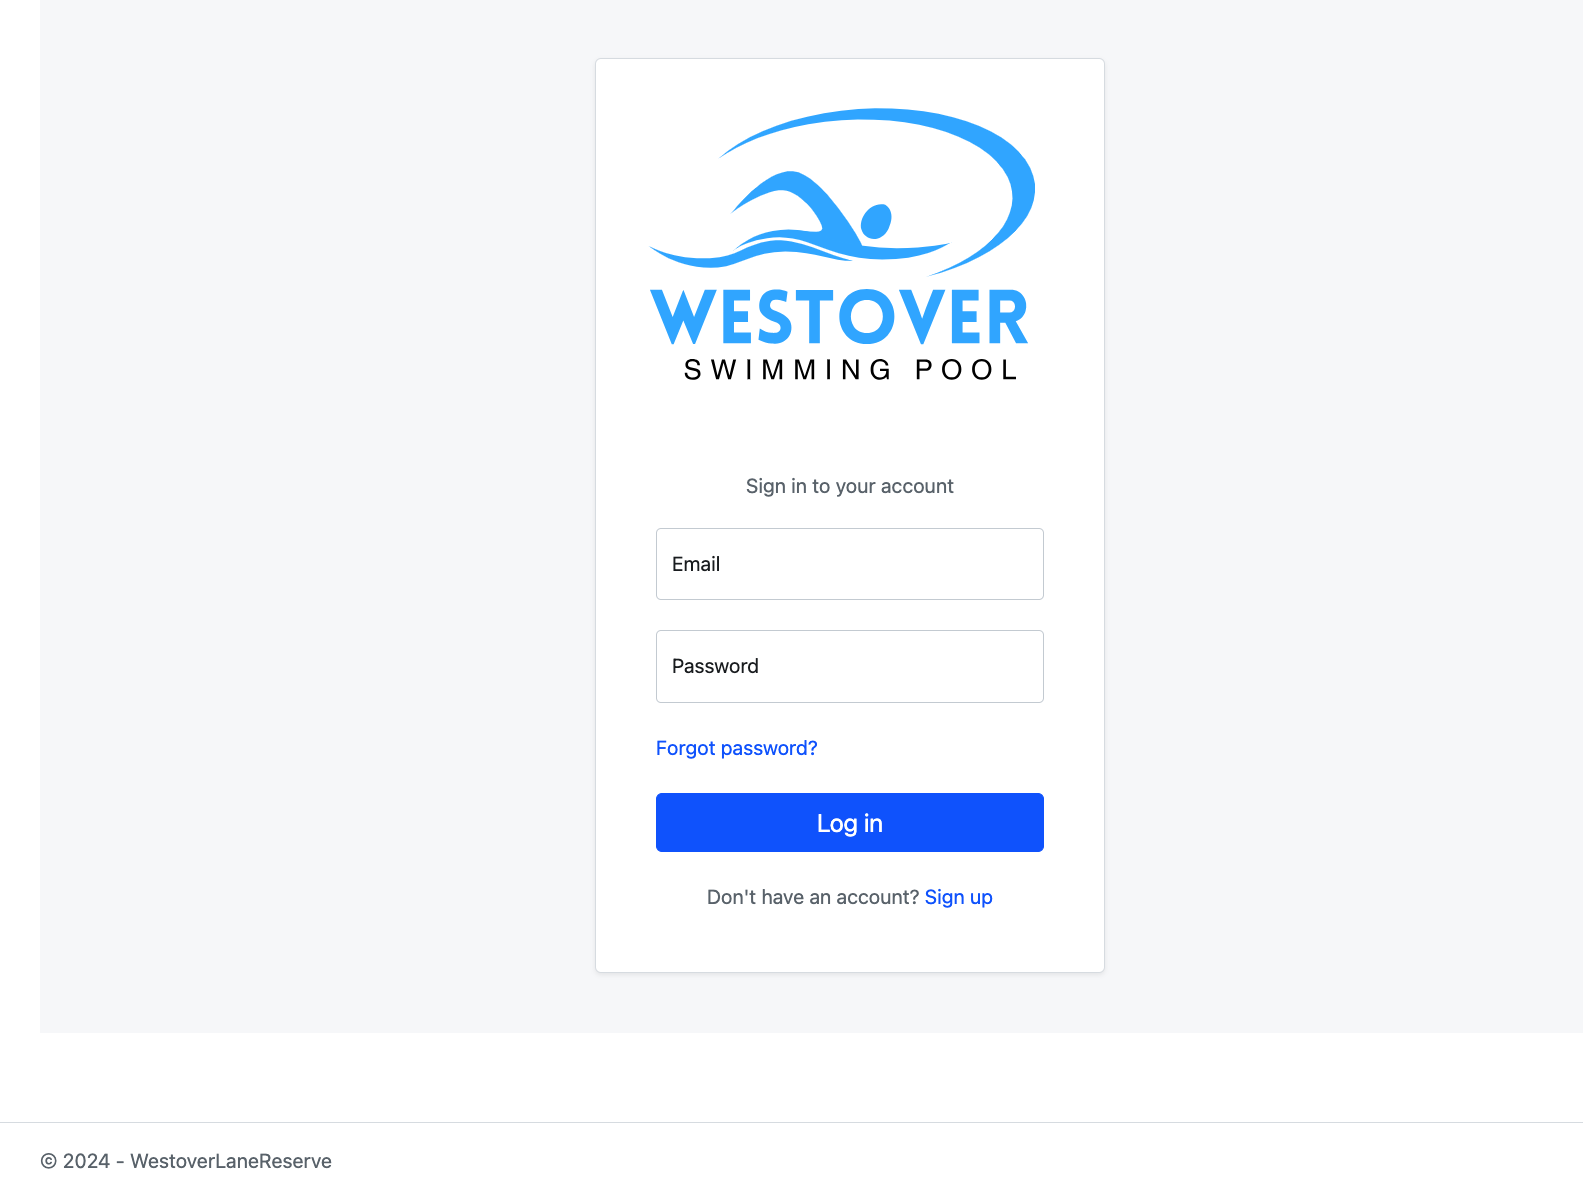 WESTOVER
SWIMMING POOL
Sign in to your account
Email
Password
Forgot password?
Log in
Don't have an account? Sign up
© 2024 - WestoverLaneReserve